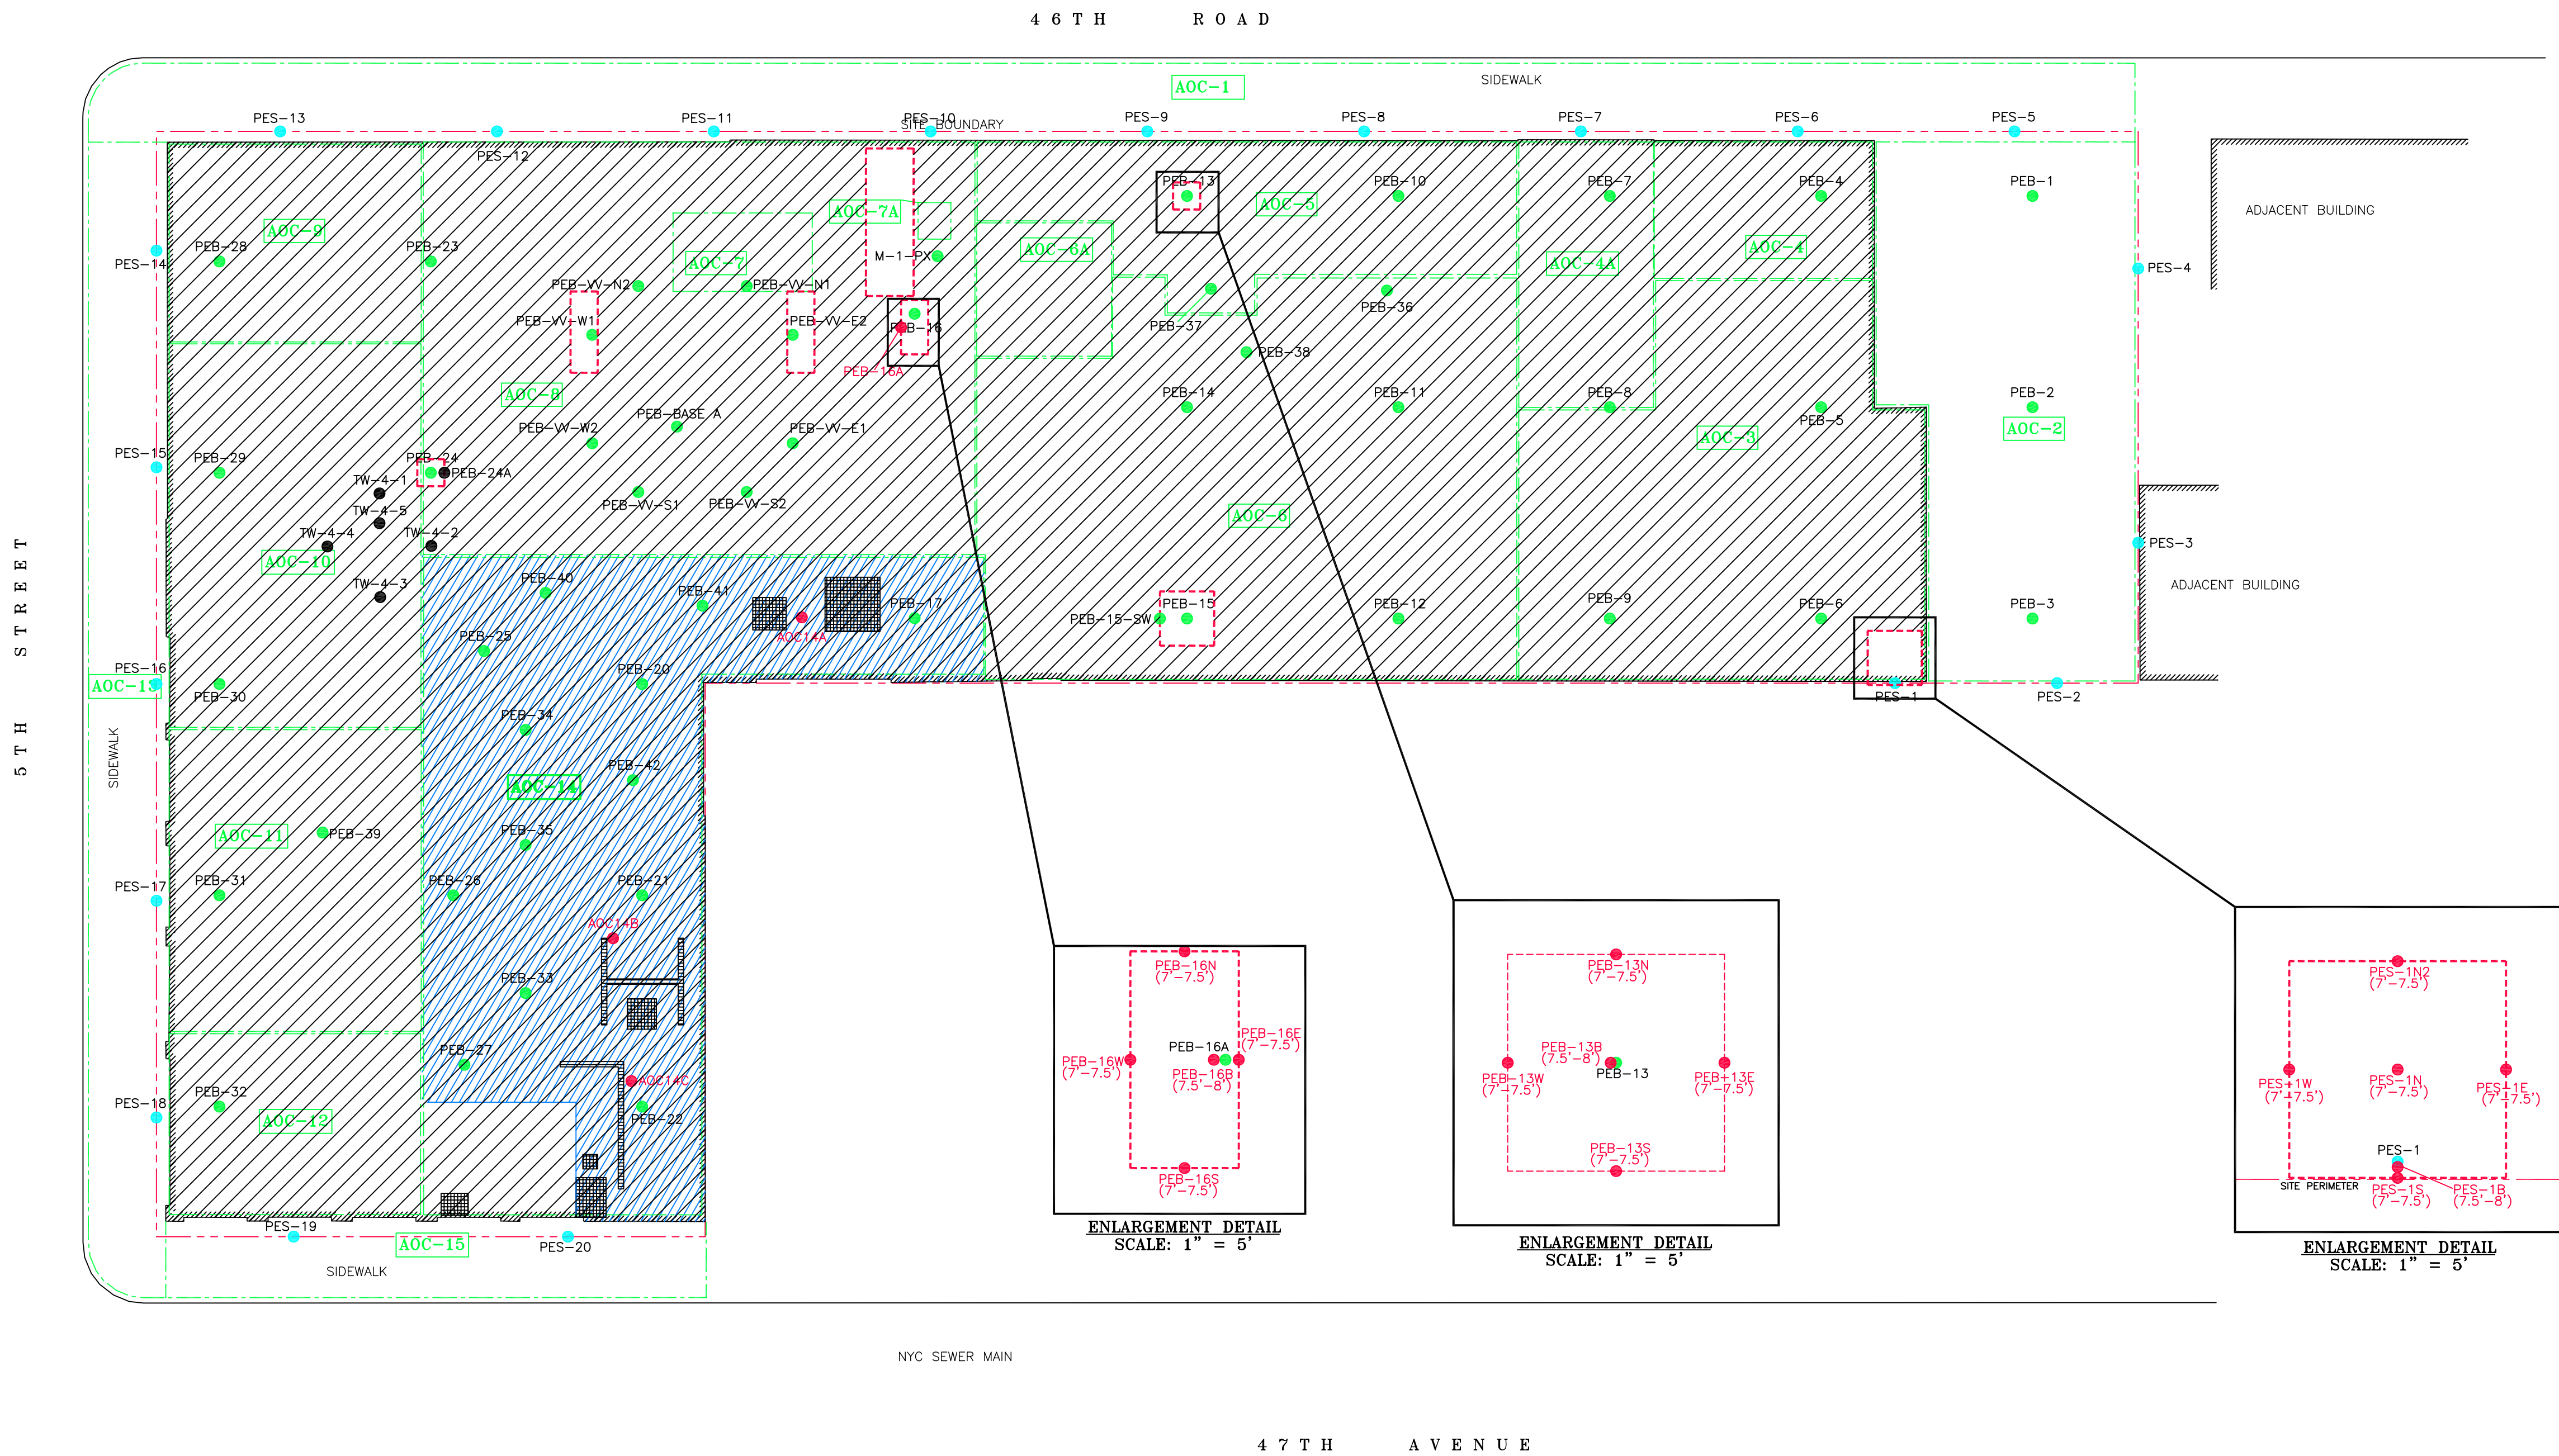 46TH ROAD
SIDEWALK
AOC-1
PES-13
PES-12
PES-11
PES-10
SITE BOUNDARY
PES-9
PES-8
PES-7
PES-6
PES-5
PEB-13
PEB-10
PEB-7
PEB-4
PEB-1
ADJACENT BUILDING
AOC-9
AOC-7A
AOC-5
PEB-28
PEB-23
AOC-7
M-1-PX
AOC-6A
AOC-4A
AOC-4
PES-14
PES-4
PEB-VV-N2
PEB-VV-N1
PEB-VV-W1
PEB-VV-E2
PEB-16
PEB-37
PEB-36
PEB-38
PEB-16A
AOC-8
PEB-BASE A
PEB-14
PEB-11
PEB-8
PEB-5
PEB-2
PEB-VV-W2
PEB-VV-E1
AOC-3
AOC-2
PES-15
PEB-29
PEB-24
PEB-24A
TW-4-1
TW-4-5
TW-4-4
TW-4-2
PEB-VV-S1
PEB-VV-S2
AOC-6
AOC-10
TW-4-3
PES-3
ADJACENT BUILDING
PEB-40
PEB-41
PEB-17
AOC14A
PEB-15
PEB-15-SW
PEB-12
PEB-9
PEB-6
PEB-3
PEB-25
5TH STREET
PES-16
AOC-13
PEB-30
PEB-20
PES-1
PES-2
PEB-34
SIDEWALK
PEB-42
AOC-14
AOC-11
PEB-39
PEB-35
PES-17
PEB-31
PEB-26
PEB-21
AOC14B
PEB-33
PEB-27
AOC14C
PES-18
PEB-32
AOC-12
PEB-22
PES-19
PES-20
AOC-15
SIDEWALK
PEB-16N
(7'-7.5')
PEB-16A
PEB-16E
(7'-7.5')
PEB-16W
(7'-7.5')
PEB-16B
(7.5'-8')
PEB-16S
(7'-7.5')
ENLARGEMENT DETAIL
SCALE: 1" = 5'
PEB-13N
(7'-7.5')
PEB-13B
(7.5'-8')
PEB-13
PEB-13W
(7'-7.5')
PEB-13E
(7'-7.5')
PEB-13S
(7'-7.5')
ENLARGEMENT DETAIL
SCALE: 1" = 5'
PES-1N2
(7'-7.5')
PES-1W
(7'-7.5')
PES-1N
(7'-7.5')
PES-1E
(7'-7.5')
PES-1
SITE PERIMETER
PES-1S
(7'-7.5')
PES-1B
(7.5'-8')
ENLARGEMENT DETAIL
SCALE: 1" = 5'
NYC SEWER MAIN
47TH AVENUE